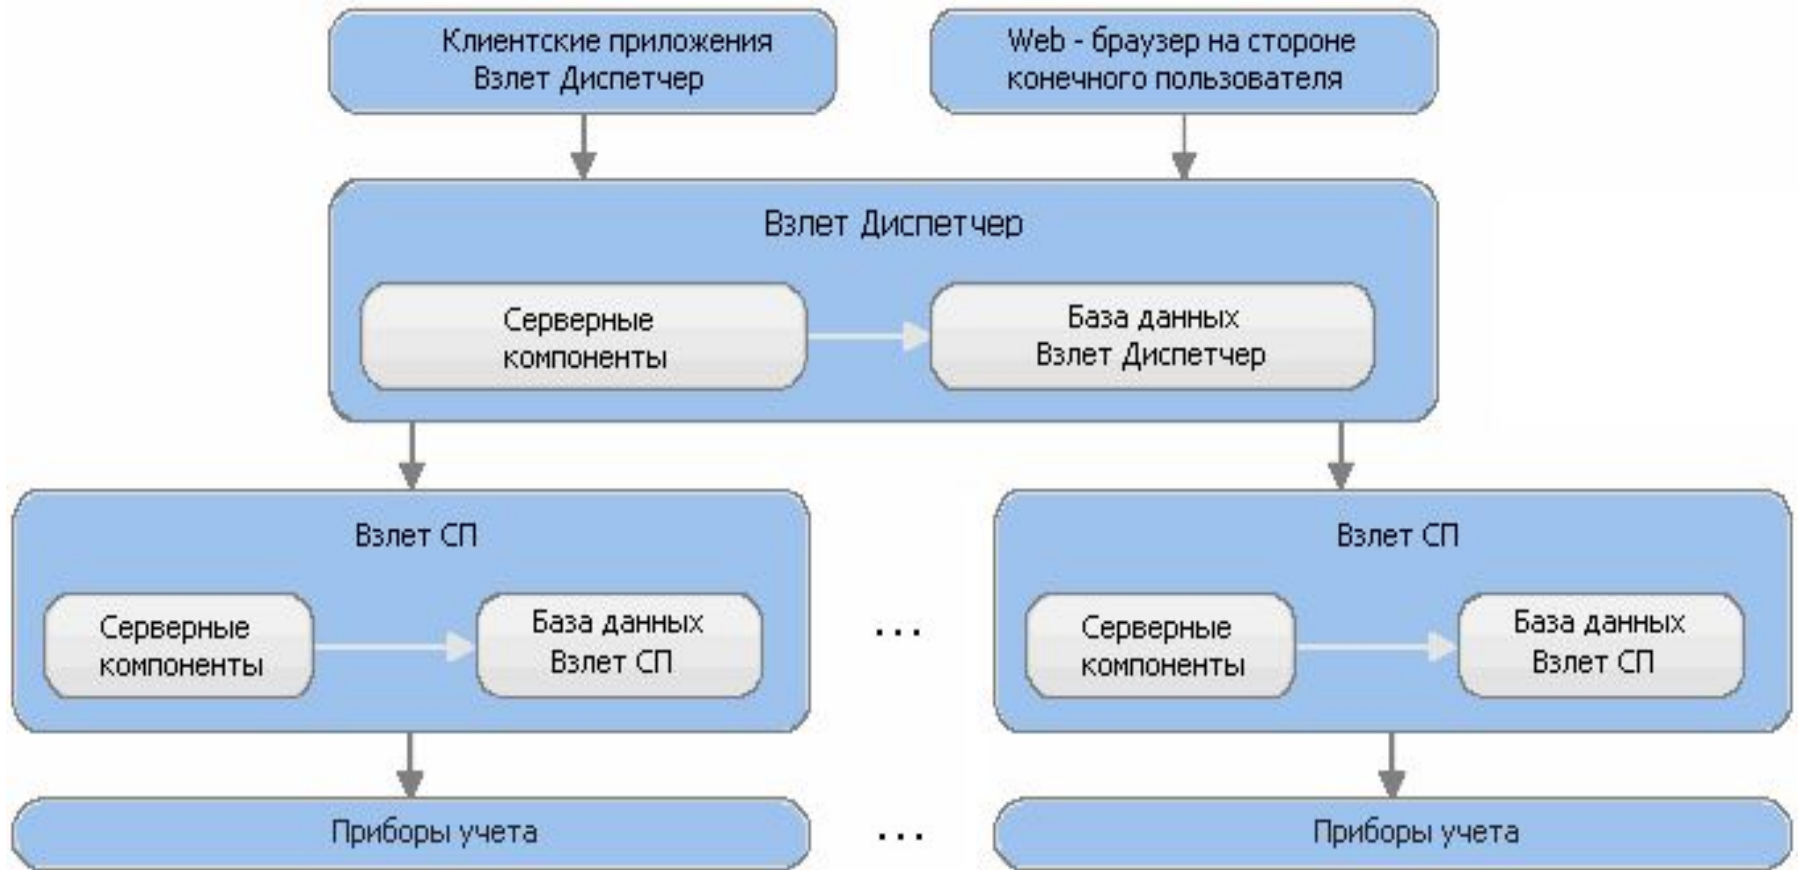 Клиентские приложения
Взлет Диспетчер
Web - браузер на стороне
конечного пользователя
Взлет Диспетчер
Серверные
компоненты
База данных
Взлет Диспетчер
Взлет СП
Серверные
компоненты
База данных
Взлет СП
...
Взлет СП
Серверные
компоненты
База данных
Взлет СП
Приборы учета
...
Приборы учета